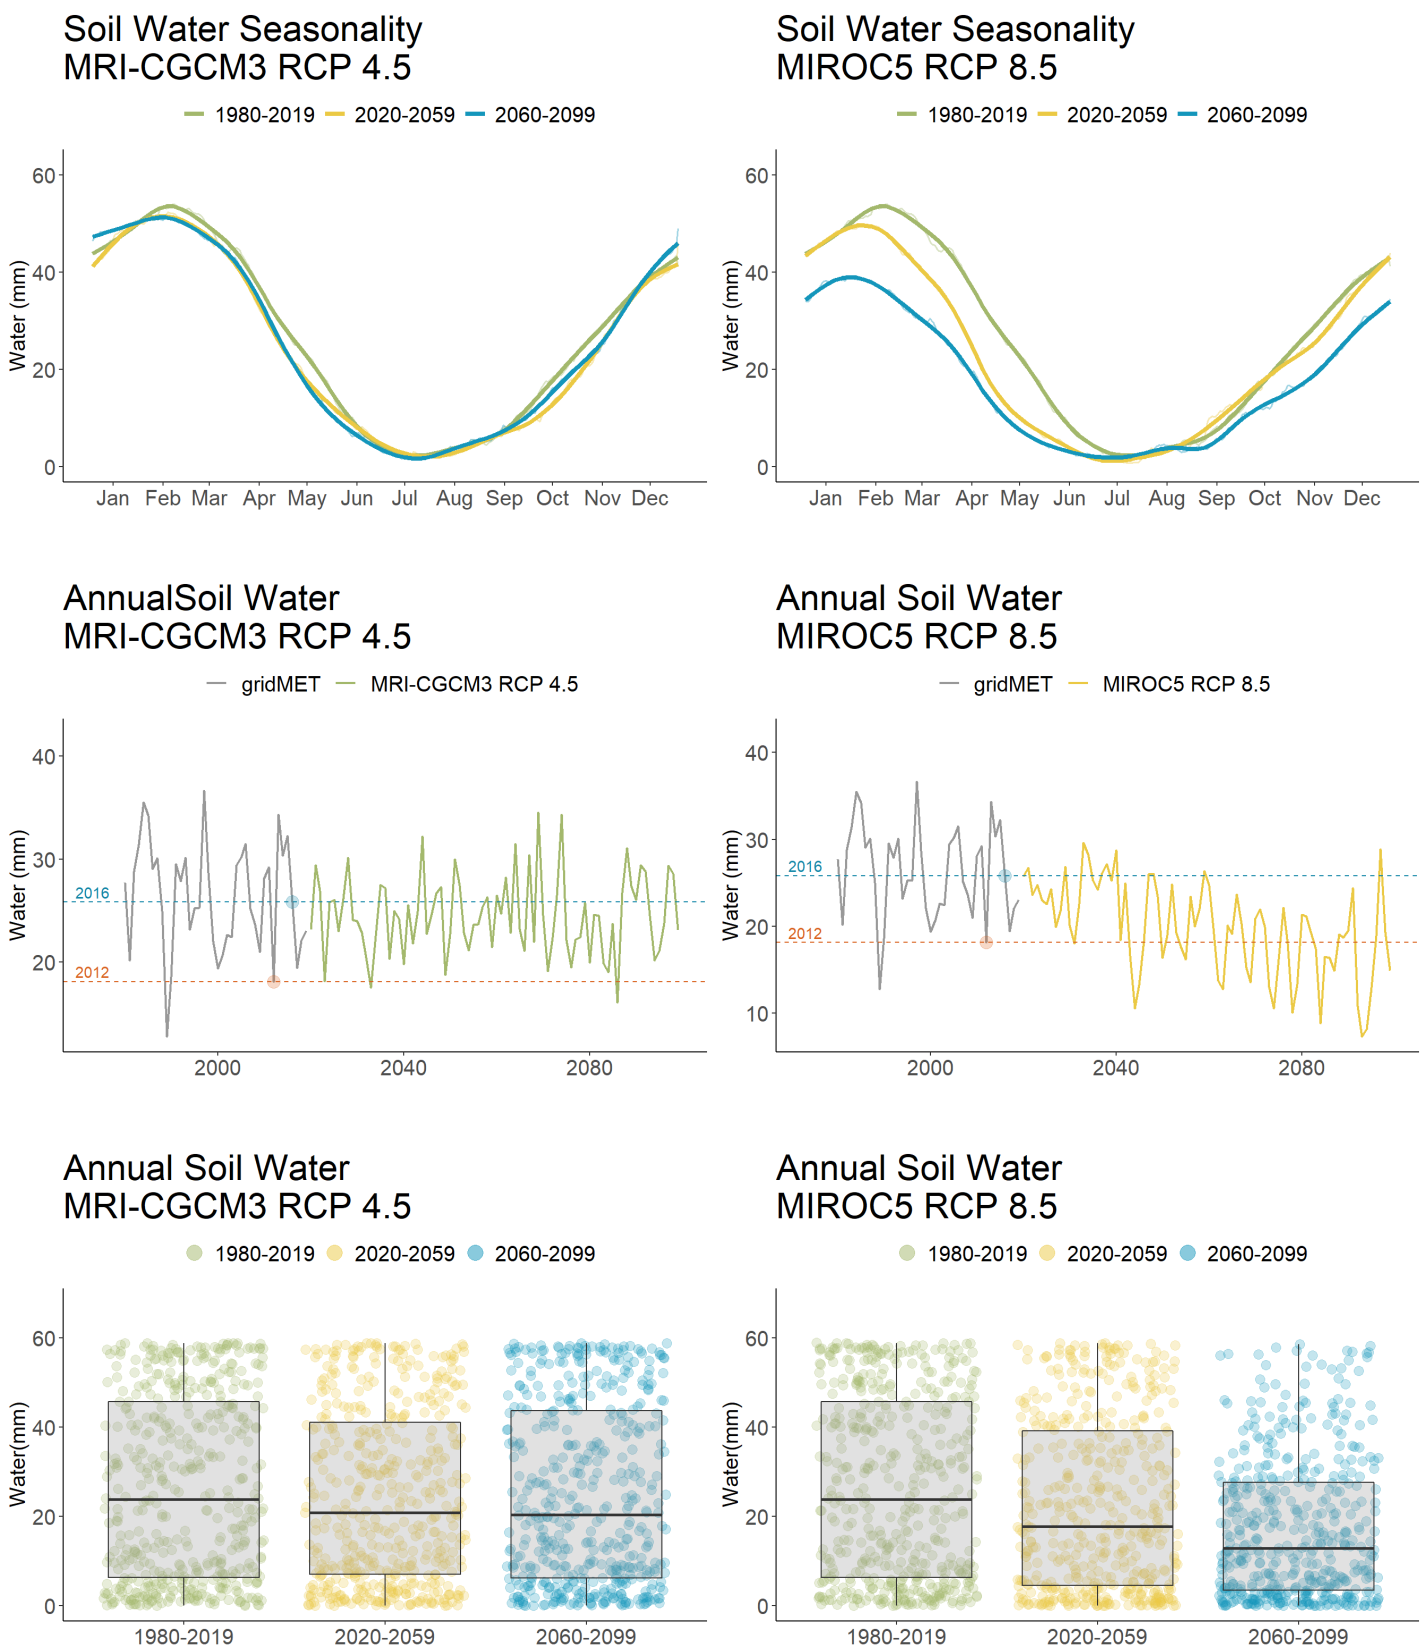 Soil Water Seasonality
MRI-CGCM3 RCP 4.5
1980-2019 2020-2059 2060-2099
Water (mm)
60
40
20
0
Jan Feb Mar Apr May Jun Jul Aug Sep Oct Nov Dec
Soil Water Seasonality
MIROC5 RCP 8.5
1980-2019 2020-2059 2060-2099
Water (mm)
60
40
20
0
Jan Feb Mar Apr May Jun Jul Aug Sep Oct Nov Dec
AnnualSoil Water
MRI-CGCM3 RCP 4.5
gridMET MRI-CGCM3 RCP 4.5
Water (mm)
40
30
20
2016
2012
2000 2040 2080
Annual Soil Water
MIROC5 RCP 8.5
gridMET MIROC5 RCP 8.5
Water (mm)
40
30
20
10
2016
2012
2000 2040 2080
Annual Soil Water
MRI-CGCM3 RCP 4.5
1980-2019 2020-2059 2060-2099
Water(mm)
60
40
20
0
1980-2019 2020-2059 2060-2099
Annual Soil Water
MIROC5 RCP 8.5
1980-2019 2020-2059 2060-2099
Water(mm)
60
40
20
0
1980-2019 2020-2059 2060-2099